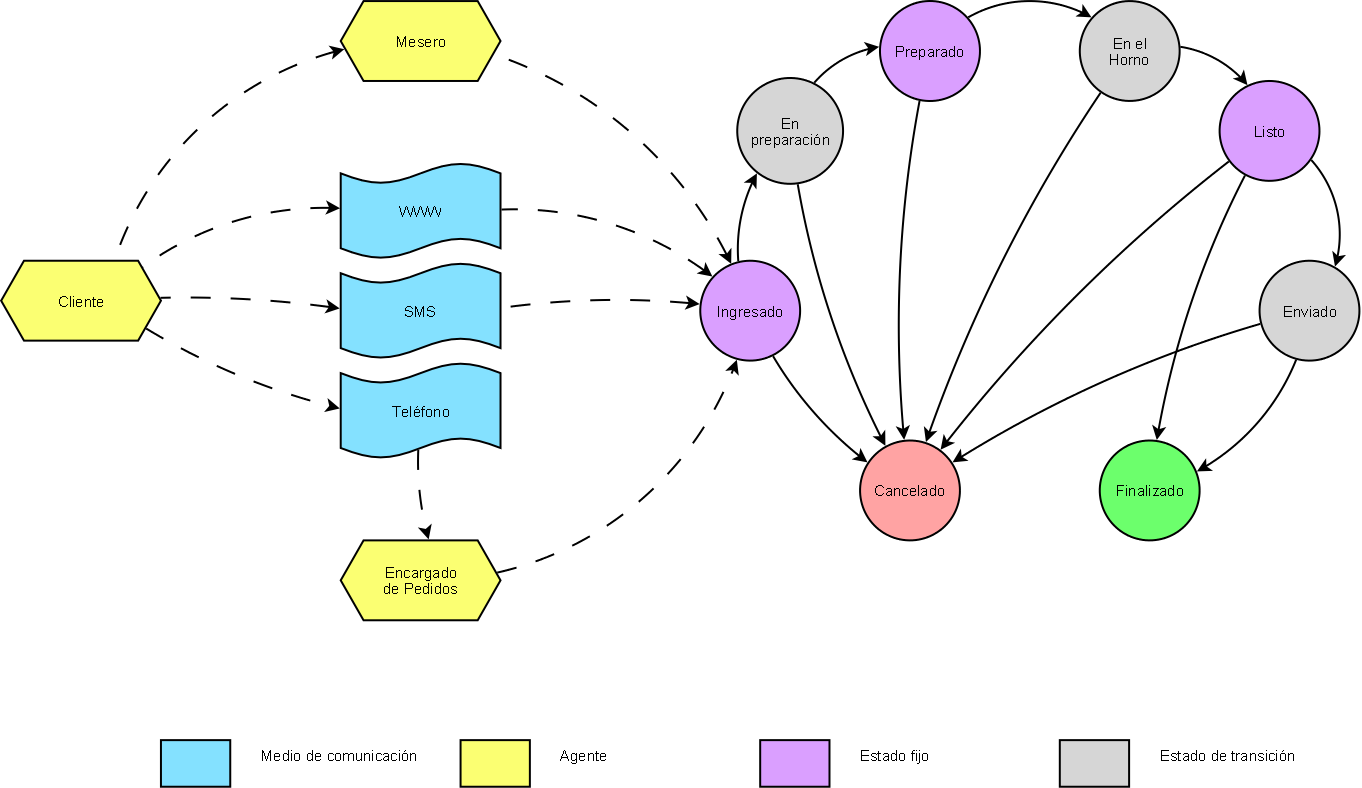 Mesero
WWW
Cliente
SMS
Teléfono
Encargado
de Pedidos
Ingresado
En
preparación
Preparado
En el
Horno
Listo
Enviado
Cancelado
Finalizado
Medio de comunicación
Agente
Estado fijo
Estado de transición